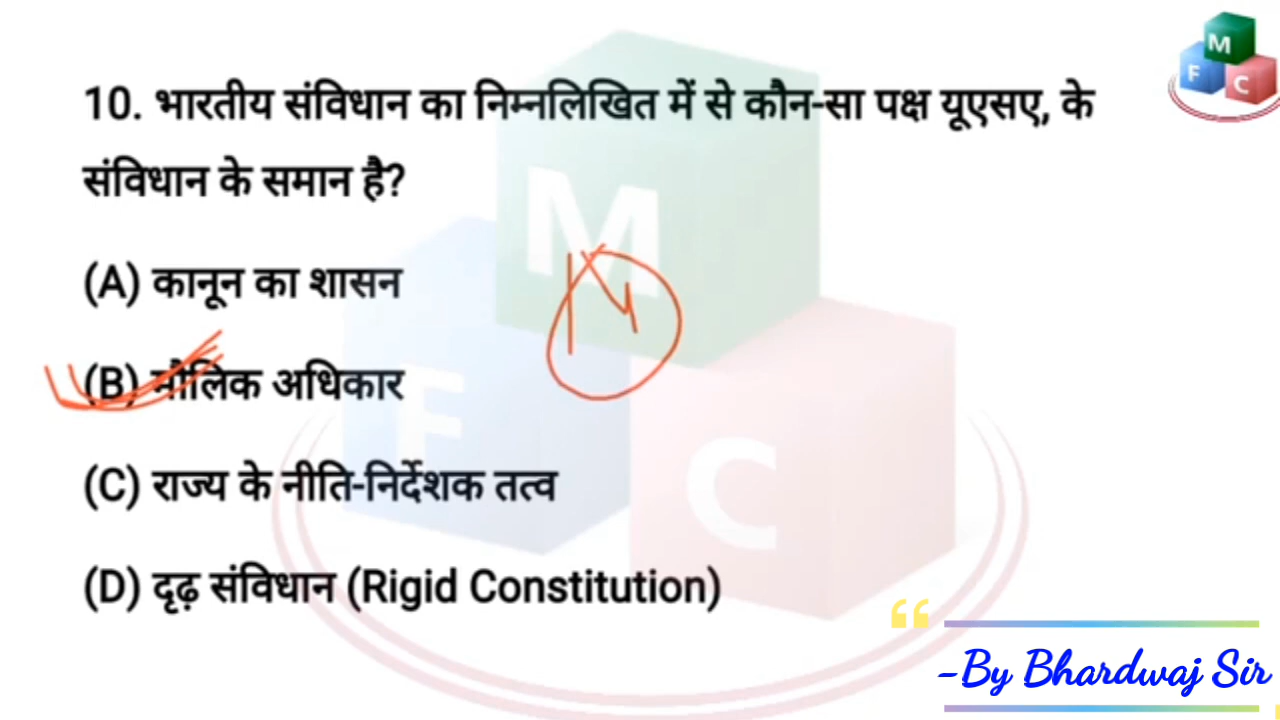 M
F C
10. भारतीय संविधान का निम्नलिखित में से कौन-सा पक्ष यूएसए, के
संविधान के समान है?
(A) कानून का शासन
(B) मौलिक अधिकार
(C) राज्य के नीति-निर्देशक तत्व
(D) दृढ़ संविधान (Rigid Constitution)
M
F
C
“
-By Bhardwaj Sir